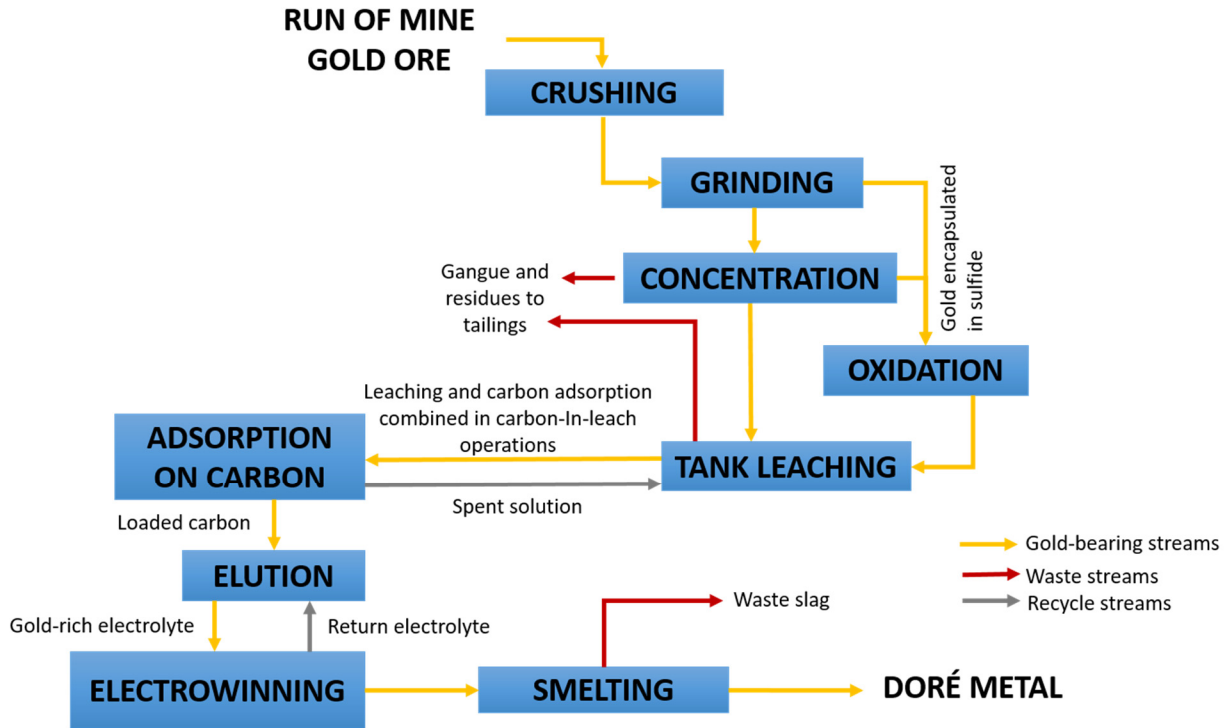 RUN OF MINE
GOLD ORE
CRUSHING
GRINDING
Gold encapsulated
in sulfide
CONCENTRATION
Gangue and
residues to
tailings
OXIDATION
Leaching and carbon adsorption
combined in carbon-In-leach
operations
ADSORPTION
ON CARBON
TANK LEACHING
Spent solution
Loaded carbon
Gold-bearing streams
Waste streams
Recycle streams
ELUTION
Waste slag
Gold-rich electrolyte
Return electrolyte
ELECTROWINNING
SMELTING
DORÉ METAL